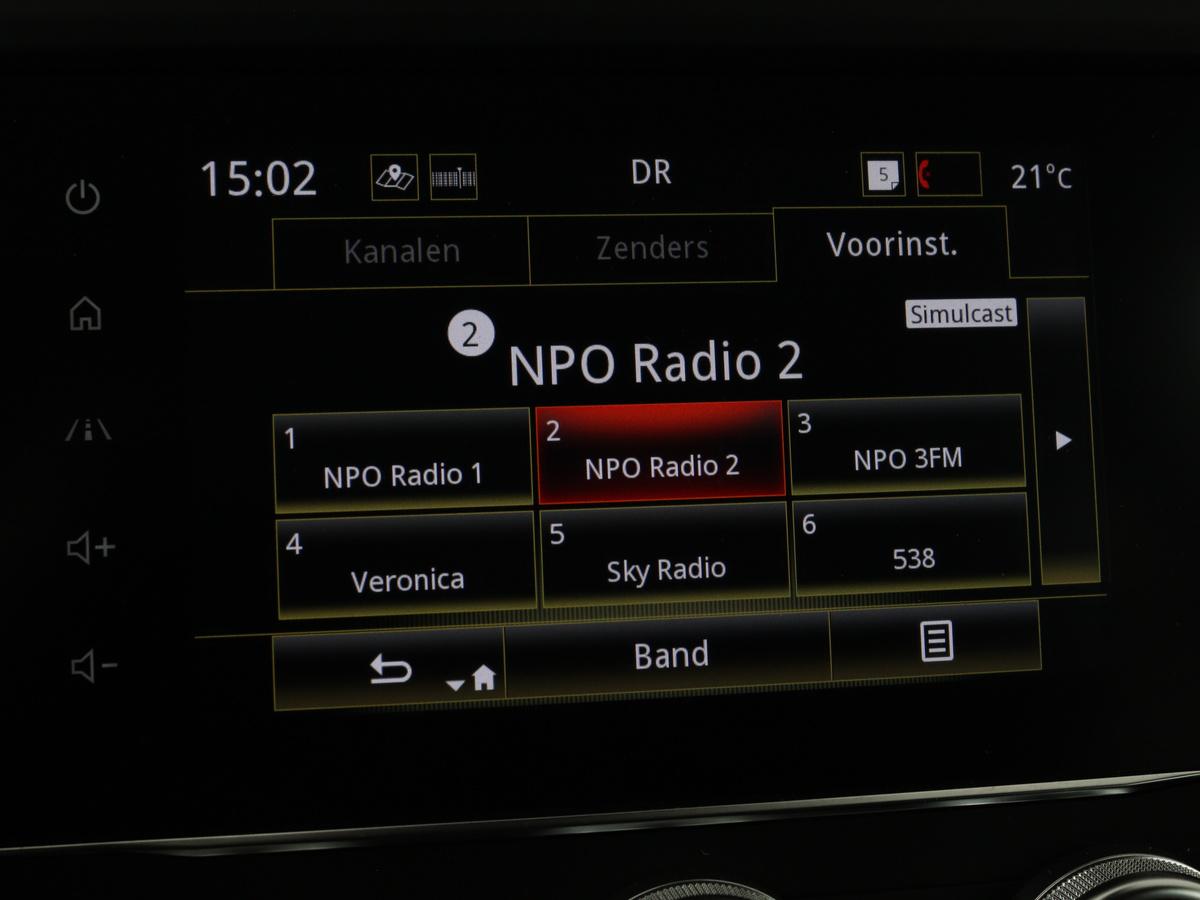 15:02 DR 5 21°C
Kanalen Zenders Voorinst.
Simulcast
2 NPO Radio 2
1 NPO Radio 1
2 NPO Radio 2
3 NPO 3FM
4 Veronica
5 Sky Radio
6 538
Band